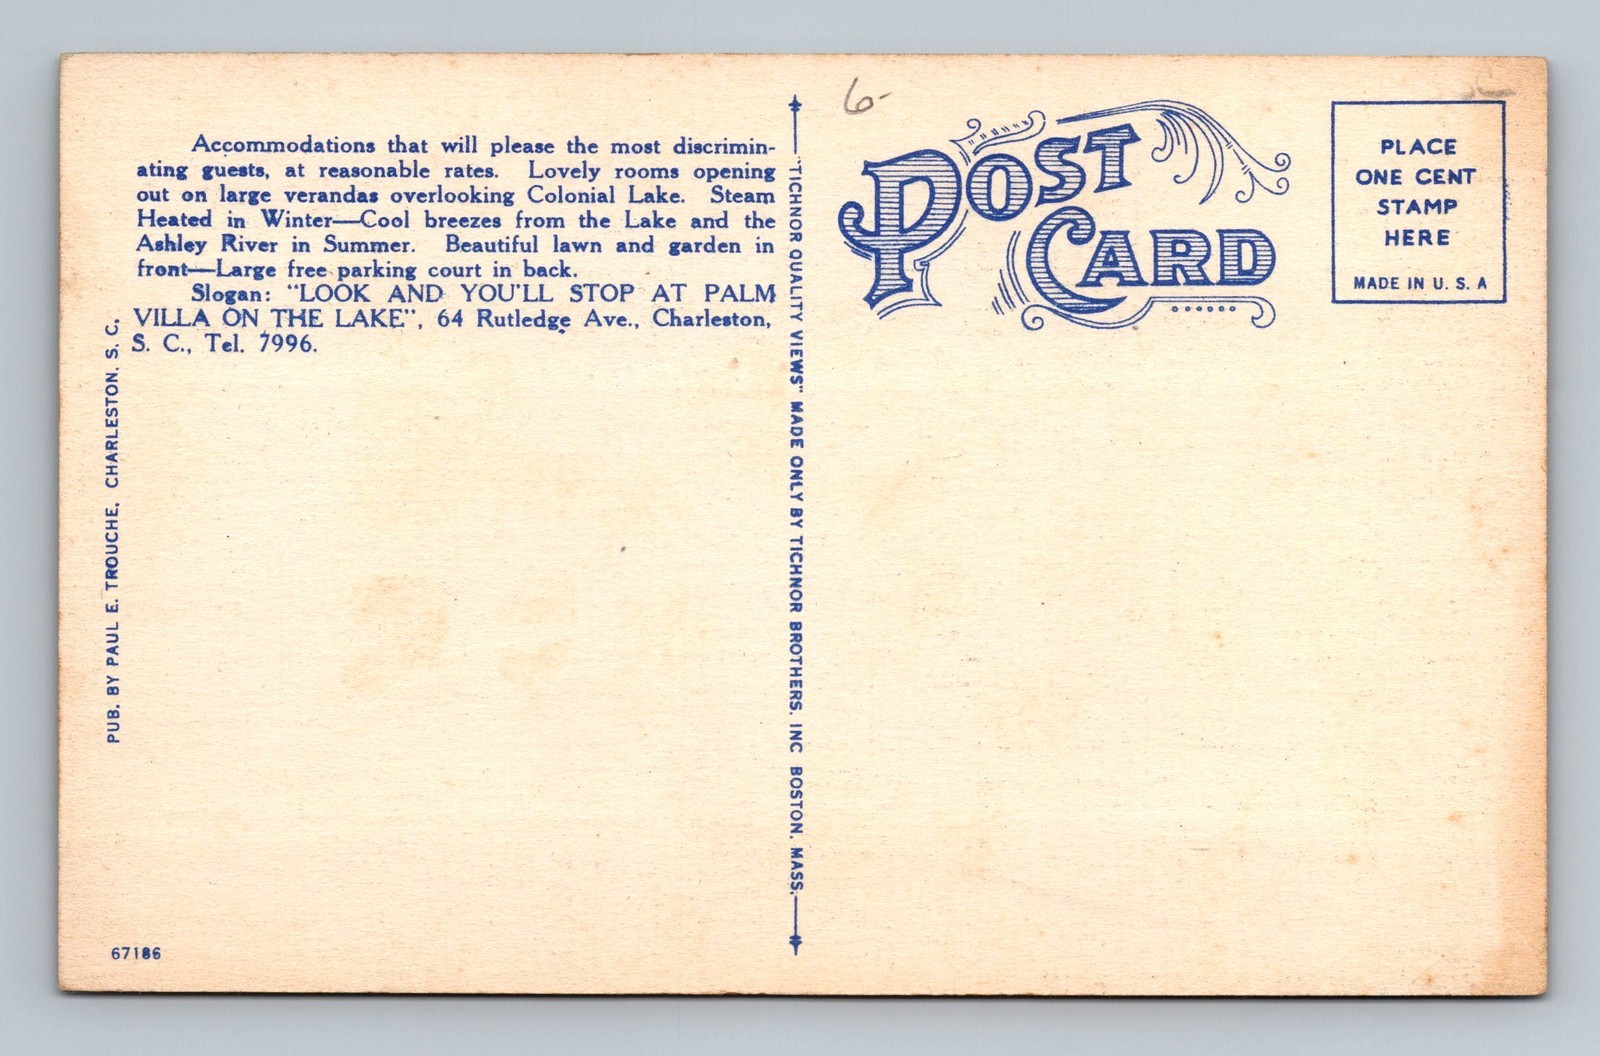 Accommodations that will please the most discrimin-
ating guests, at reasonable rates. Lovely rooms opening
out on large verandas overlooking Colonial Lake. Steam
Heated in Winter—Cool breezes from the Lake and the
Ashley River in Summer. Beautiful lawn and garden in
front—Large free parking court in back.
Slogan: "LOOK AND YOU'LL STOP AT PALM
VILLA ON THE LAKE", 64 Rutledge Ave., Charleston,
S. C., Tel. 7996.
PUB. BY PAUL E. TROUCHE, CHARLESTON, S. C.
67186
"TICHNOR QUALITY VIEWS" MADE ONLY BY TICHNOR BROTHERS. INC BOSTON. MASS.
6-
POST
CARD
PLACE
ONE CENT
STAMP
HERE
MADE IN U. S. A